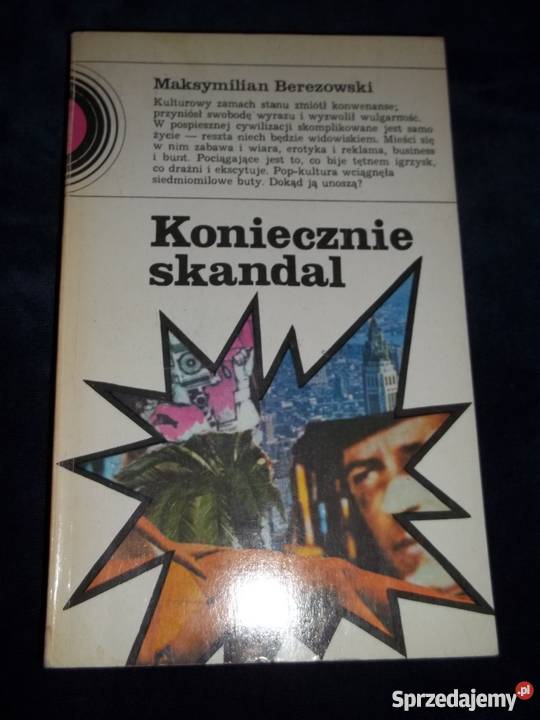 Maksymilian Berezowski
Kulturowy zamach stanu zmiótł konwenanse;
przyniósł swobodę wyrazu i wyzwolił wulgarność.
W pospiesznej cywilizacji skomplikowane jest samo
życie — reszta niech będzie widowiskiem. Mieści się
w nim zabawa i wiara, erotyka i reklama, business
i bunt. Pociągające jest to, co bije tętnem igrzysk,
co drażni i ekscytuje. Pop-kultura wciągnęła
siedmiomilowe buty. Dokąd ją unoszą?
Koniecznie
skandal
Sprzedajemy.pl